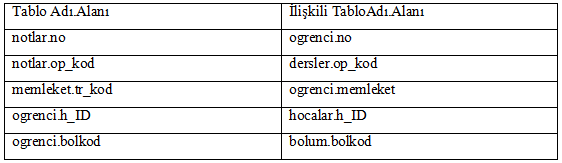 Tablo Adı.Alanı İlişkili TabloAdı.Alanı
notlar.no ogrenci.no
notlar.op_kod dersler.op_kod
memleket.tr_kod ogrenci.memleket
ogrenci.h_ID hocalar.h_ID
ogrenci.bolkod bolum.bolkod